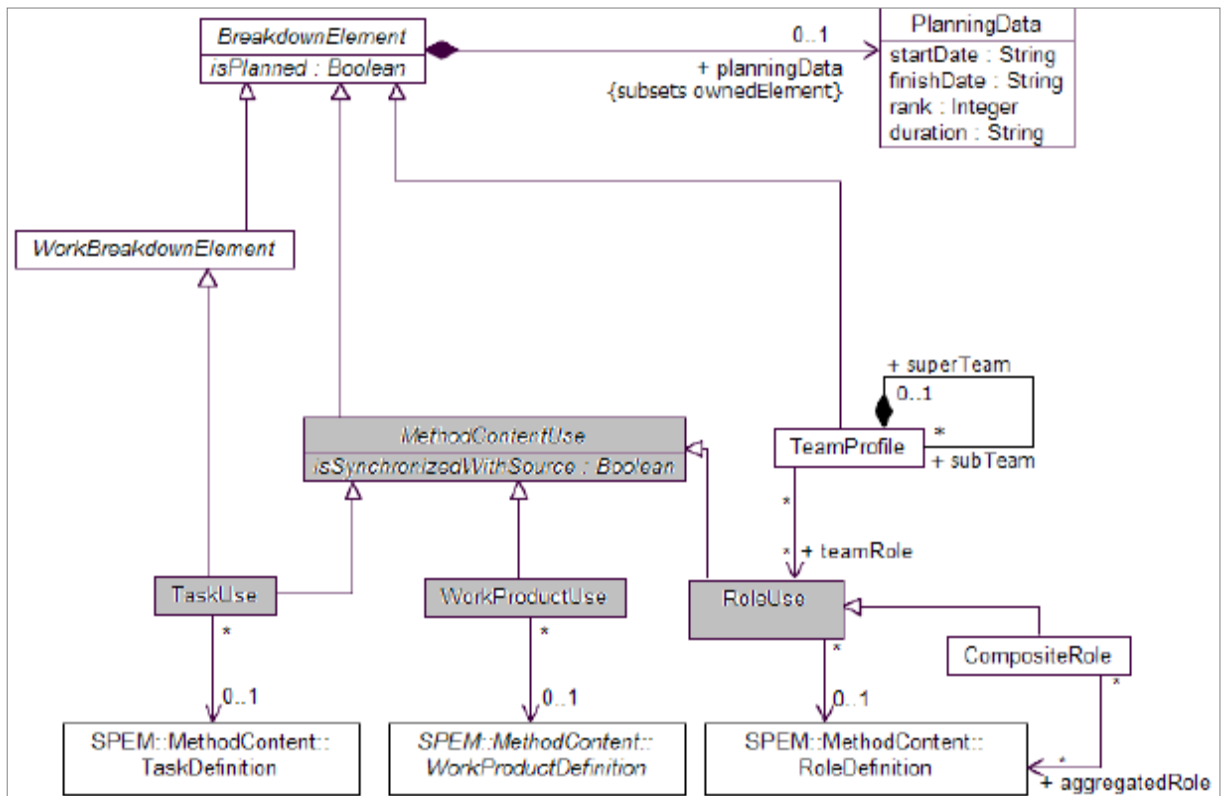 BreakdownElement
isPlanned : Boolean
0..1
+ planningData
{subsets ownedElement}
PlanningData
startDate : String
finishDate : String
rank : Integer
duration : String
WorkBreakdownElement
+ superTeam
0..1
*
TeamProfile
+ subTeam
MethodContentUse
isSynchronizedWithSource : Boolean
*
* + teamRole
TaskUse
*
WorkProductUse
*
RoleUse
*
CompositeRole
*
0..1
0..1
0..1
SPEM::MethodContent::
TaskDefinition
SPEM::MethodContent::
WorkProductDefinition
SPEM::MethodContent::
RoleDefinition
*
+ aggregatedRole